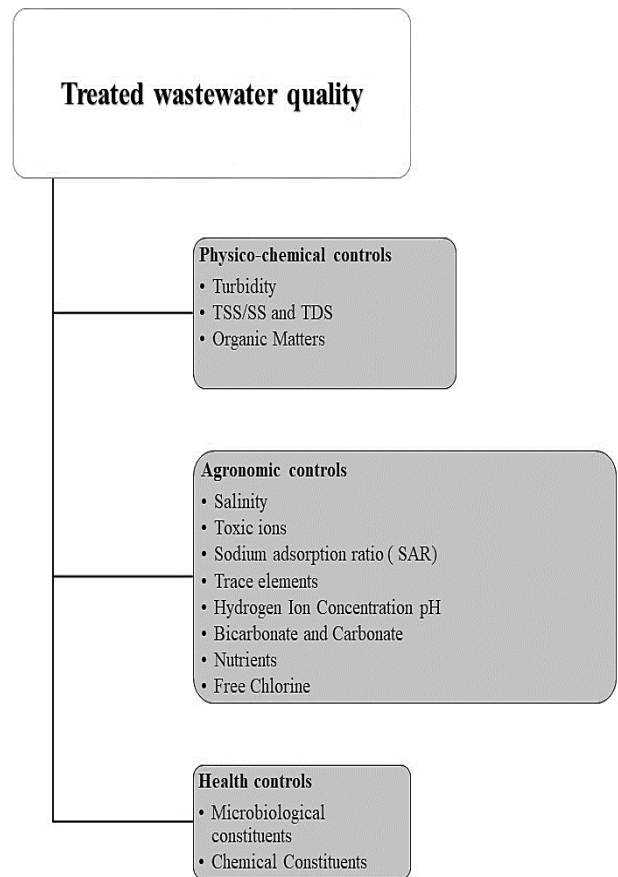 Treated wastewater quality
Physico-chemical controls
• Turbidity
• TSS/SS and TDS
• Organic Matters
Agronomic controls
• Salinity
• Toxic ions
• Sodium adsorption ratio ( SAR)
• Trace elements
• Hydrogen Ion Concentration pH
• Bicarbonate and Carbonate
• Nutrients
• Free Chlorine
Health controls
• Microbiological
constituents
• Chemical Constituents